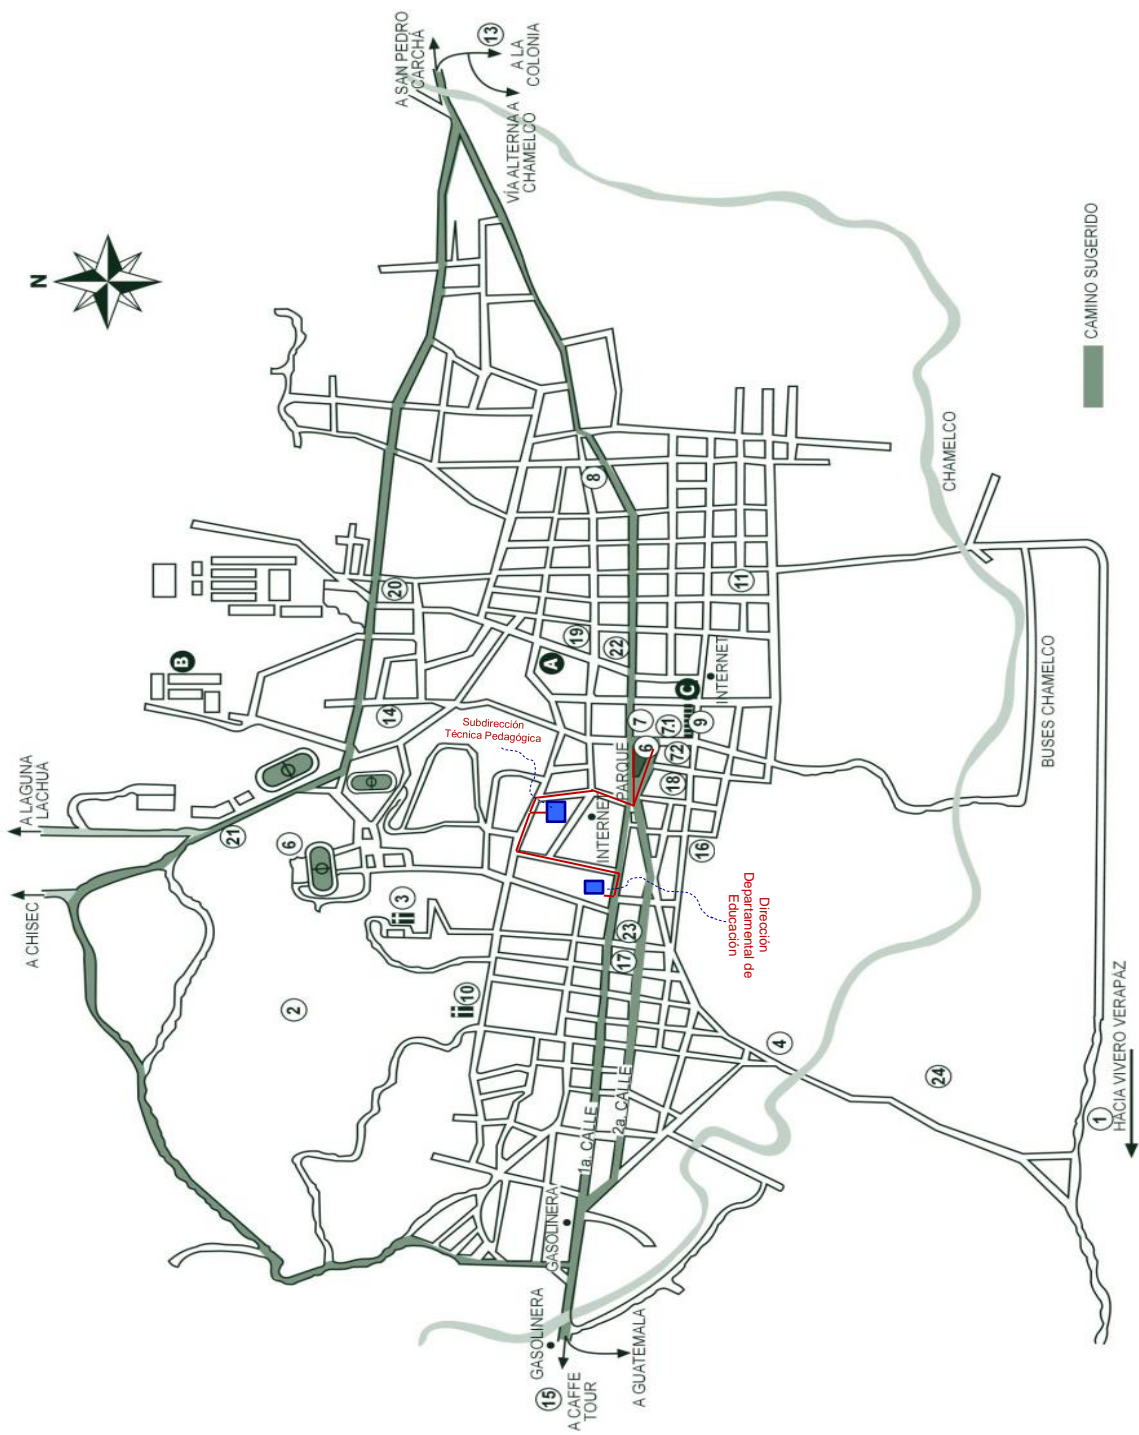 A SAN PEDRO
CARCHÁ
13
A LA
COLONIA
VÍA ALTERNA A
CHAMELCO
N
CAMINO SUGERIDO
CHAMELCO
8
11
20
19
22
A
B
C
INTERNET
BUSES CHAMELCO
14
7
7.1
9
6
72
18
PARQUE
Subdirección
Técnica Pedagógica
INTERNET
16
A LAGUNA
LACHUA
21
6
A CHISEC
3
Dirección
Departamental de
Educación
23
17
10
2
4
24
1
HACIA VIVERO VERAPAZ
1a. CALLE
2a. CALLE
GASOLINERA
GASOLINERA
15
A CAFFE
TOUR
A GUATEMALA